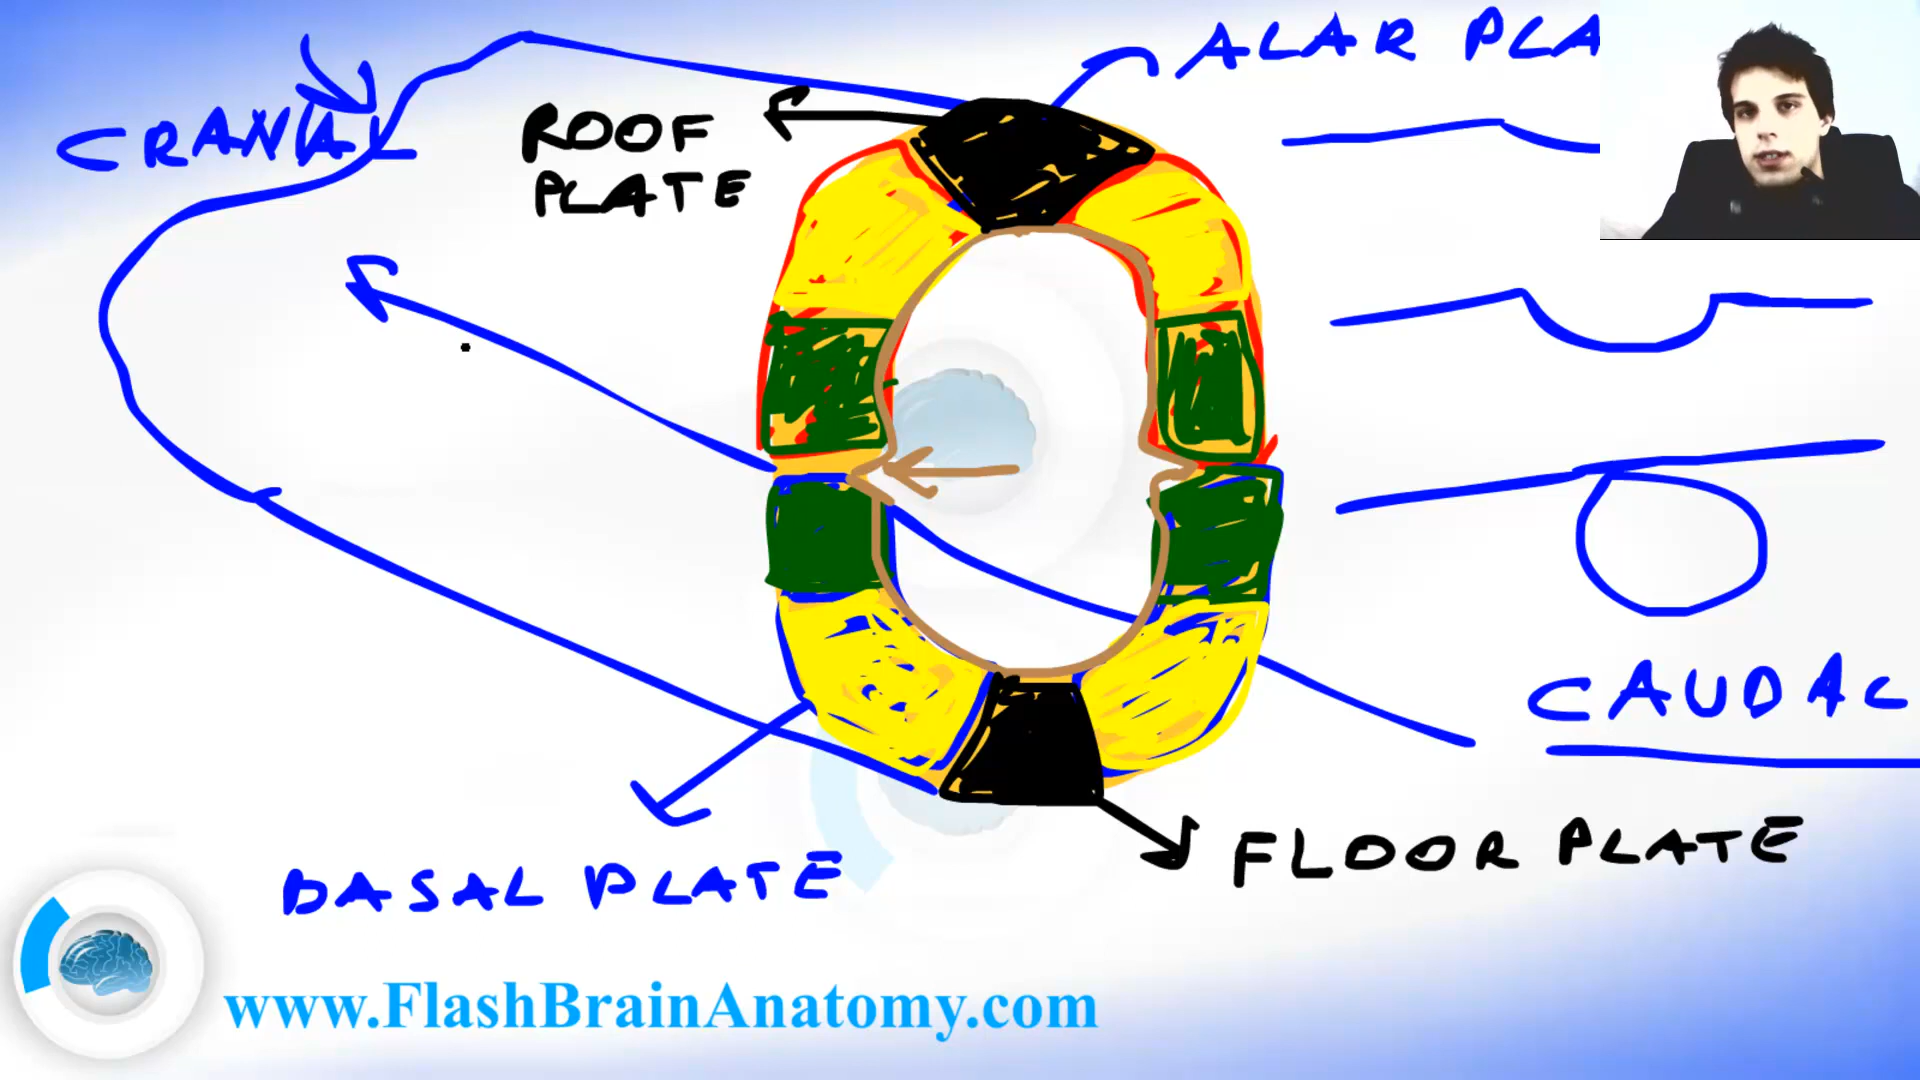 ALAR PLA
CRANIAL
ROOF
PLATE
CAUDAL
FLOOR PLATE
BASAL PLATE
www.FlashBrainAnatomy.com